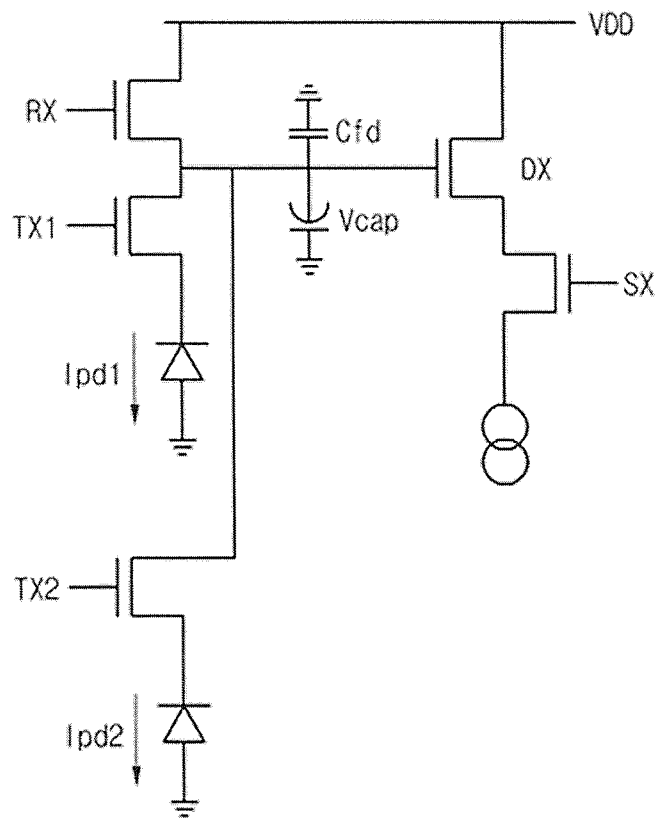 VDD
RX
Cfd
DX
TX1
Vcap
SX
Ipd1
TX2
Ipd2